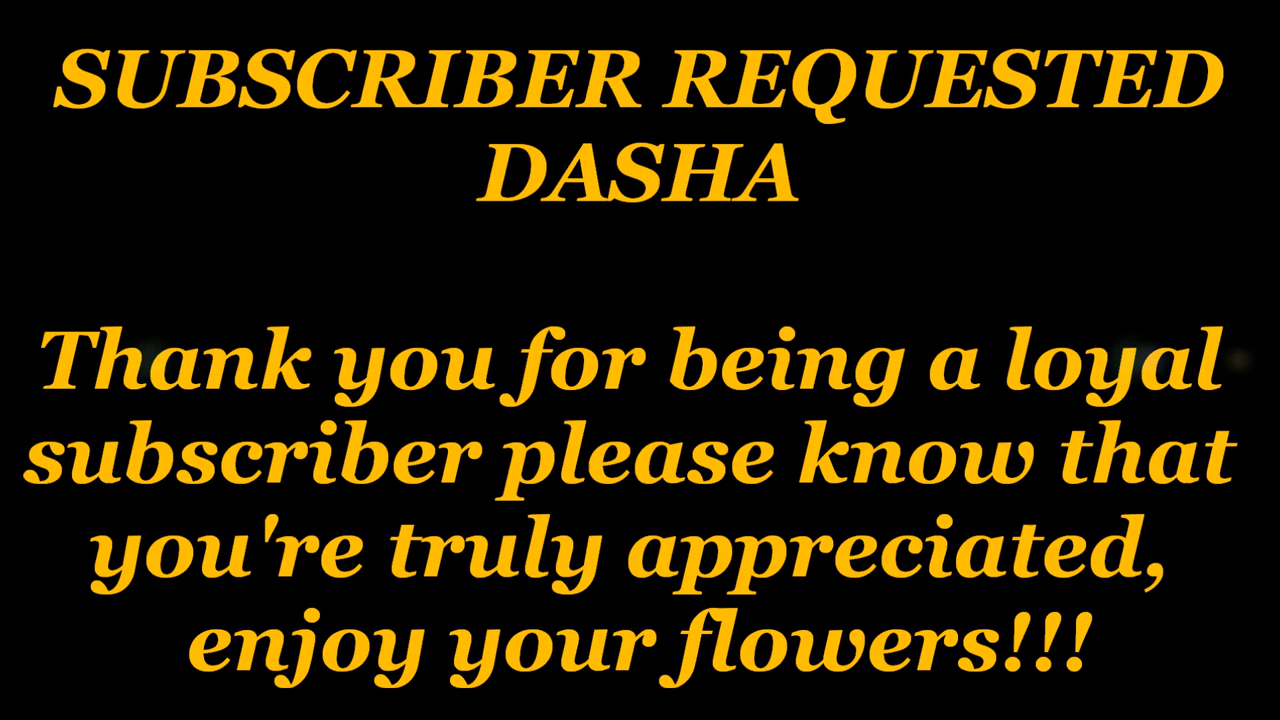 SUBSCRIBER REQUESTED
DASHA
Thank you for being a loyal
subscriber please know that
you're truly appreciated,
enjoy your flowers!!!